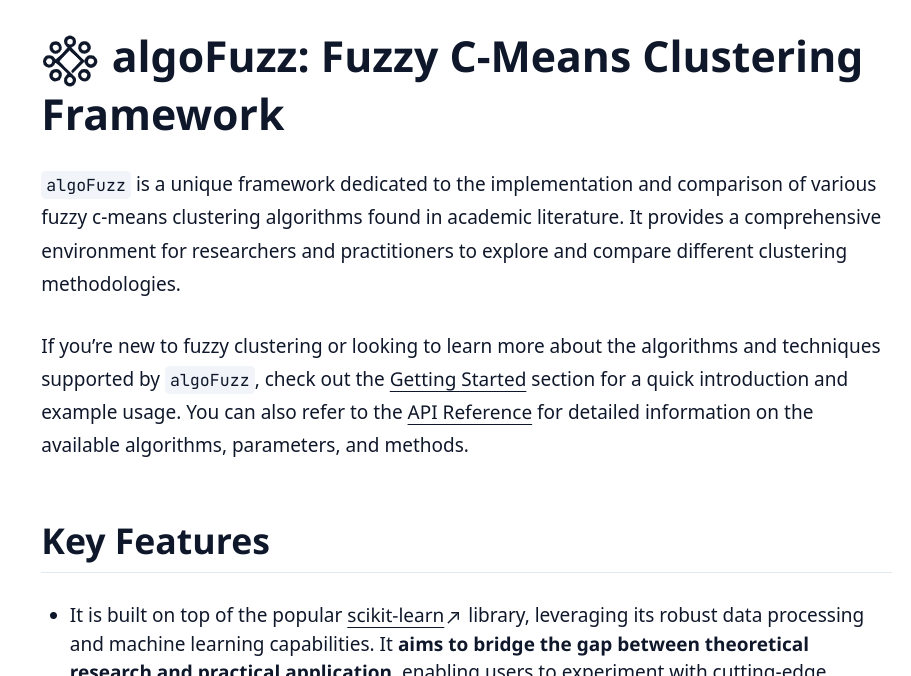 algoFuzz: Fuzzy C-Means Clustering
Framework
algoFuzz is a unique framework dedicated to the implementation and comparison of various
fuzzy c-means clustering algorithms found in academic literature. It provides a comprehensive
environment for researchers and practitioners to explore and compare different clustering
methodologies.
If you’re new to fuzzy clustering or looking to learn more about the algorithms and techniques
supported by algoFuzz, check out the Getting Started section for a quick introduction and
example usage. You can also refer to the API Reference for detailed information on the
available algorithms, parameters, and methods.
Key Features
• It is built on top of the popular scikit-learn↗ library, leveraging its robust data processing
and machine learning capabilities. It aims to bridge the gap between theoretical
research and practical application, enabling users to experiment with cutting-edge